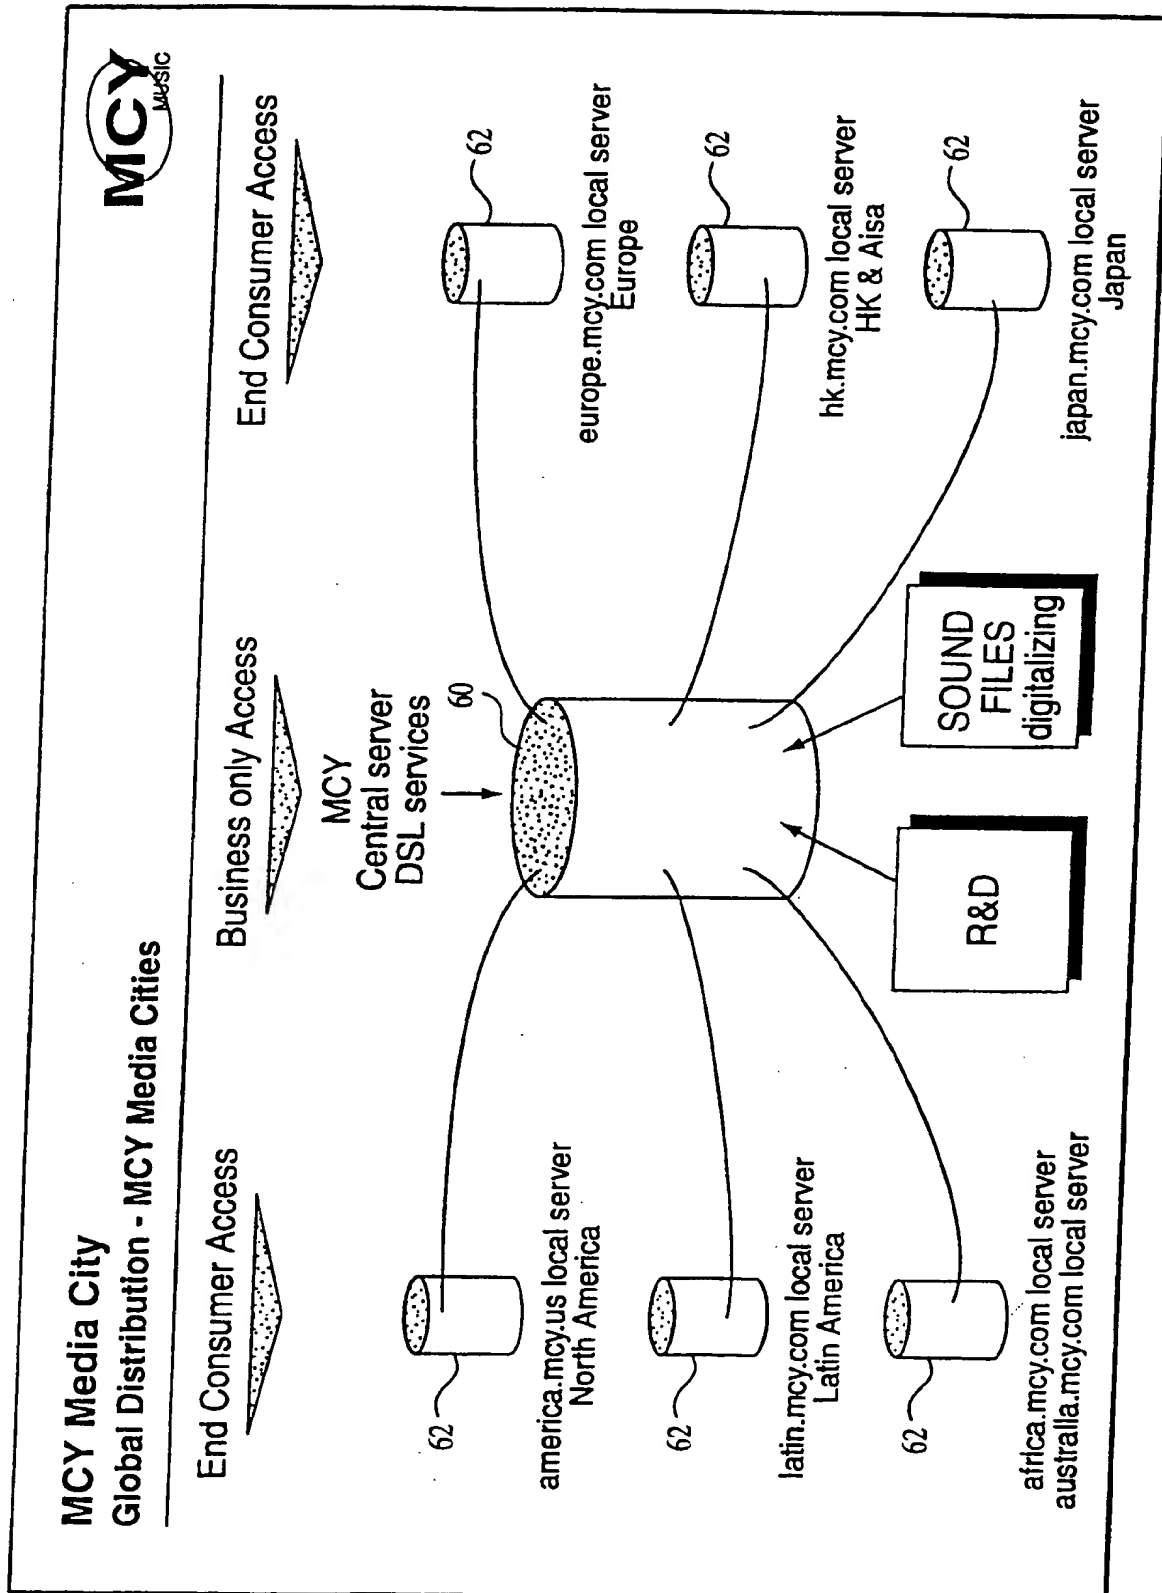 MCY Media City
Global Distribution - MCY Media Cities
MCY
MUSIC
End Consumer Access
Business only Access
End Consumer Access
MCY
Central server
DSL services
60
62
america.mcy.us local server
North America
62
latin.mcy.com local server
Latin America
62
africa.mcy.com local server
australla.mcy.com local server
62
europe.mcy.com local server
Europe
62
hk.mcy.com local server
HK & Aisa
62
japan.mcy.com local server
Japan
R&D
SOUND
FILES
digitalizing